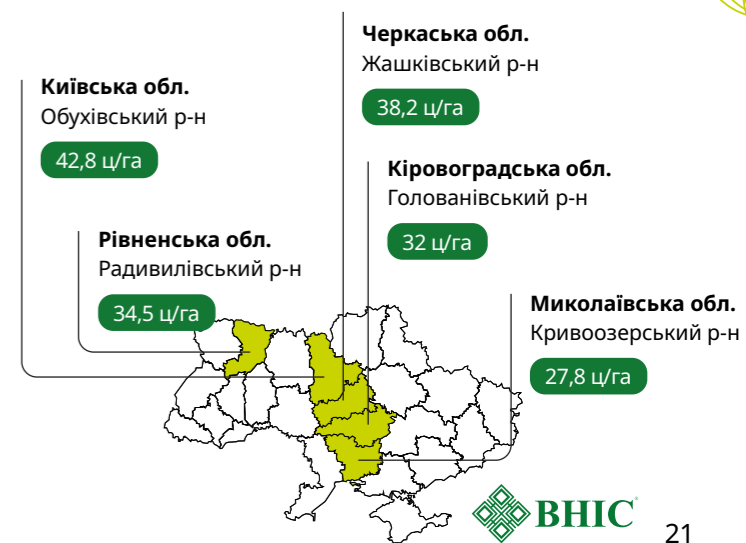 Черкаська обл.
Жашківський р-н
38,2 ц/га
Київська обл.
Обухівський р-н
42,8 ц/га
Кіровоградська обл.
Голованівський р-н
32 ц/га
Рівненська обл.
Радивилівський р-н
34,5 ц/га
Миколаївська обл.
Кривоозерський р-н
27,8 ц/га
ВНІС
21